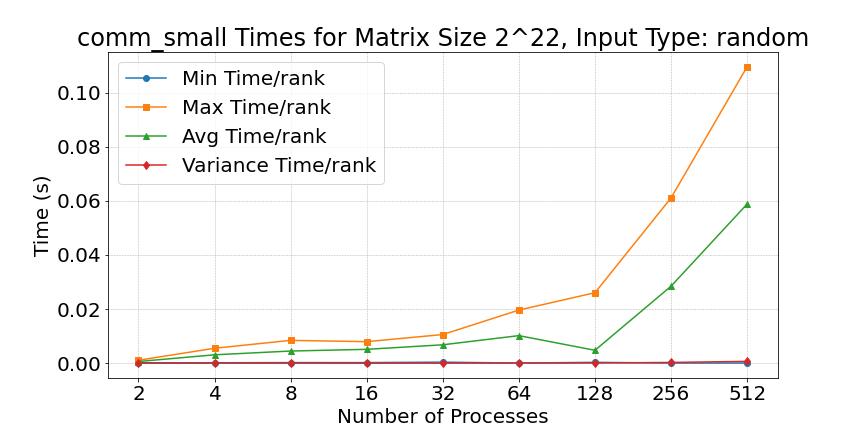 comm_small Times for Matrix Size 2^22, Input Type: random
Min Time/rank
Max Time/rank
Avg Time/rank
Variance Time/rank
Time (s)
0.10
0.08
0.06
0.04
0.02
0.00
2 4 8 16 32 64 128 256 512
Number of Processes